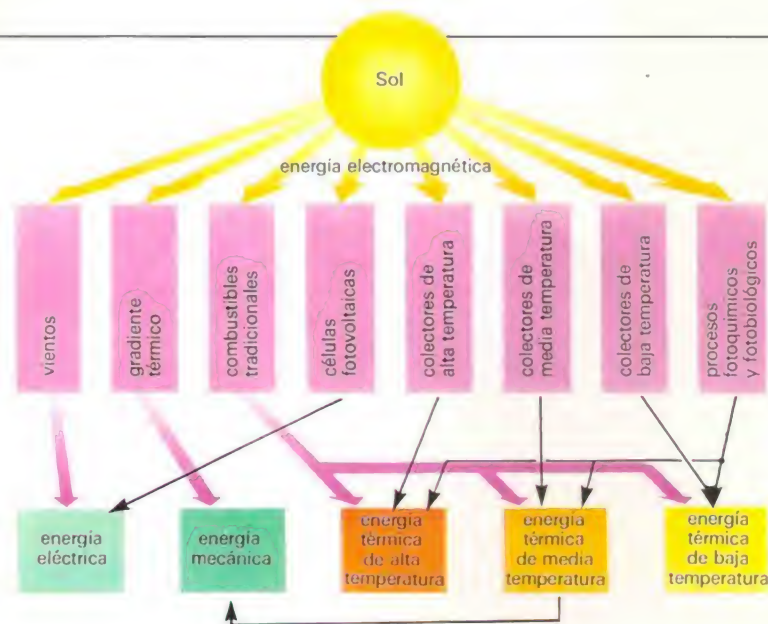 Sol
energía electromagnética
vientos
gradiente
térmico
combustibles
tradicionales
células
fotovoltaicas
colectores de
alta temperatura
colectores de
media temperatura
colectores de
baja temperatura
procesos
fotoquímicos
y fotobiológicos
energía
eléctrica
energía
mecánica
energía
térmica
de alta
temperatura
energía
térmica
de media
temperatura
energía
térmica
de baja
temperatura